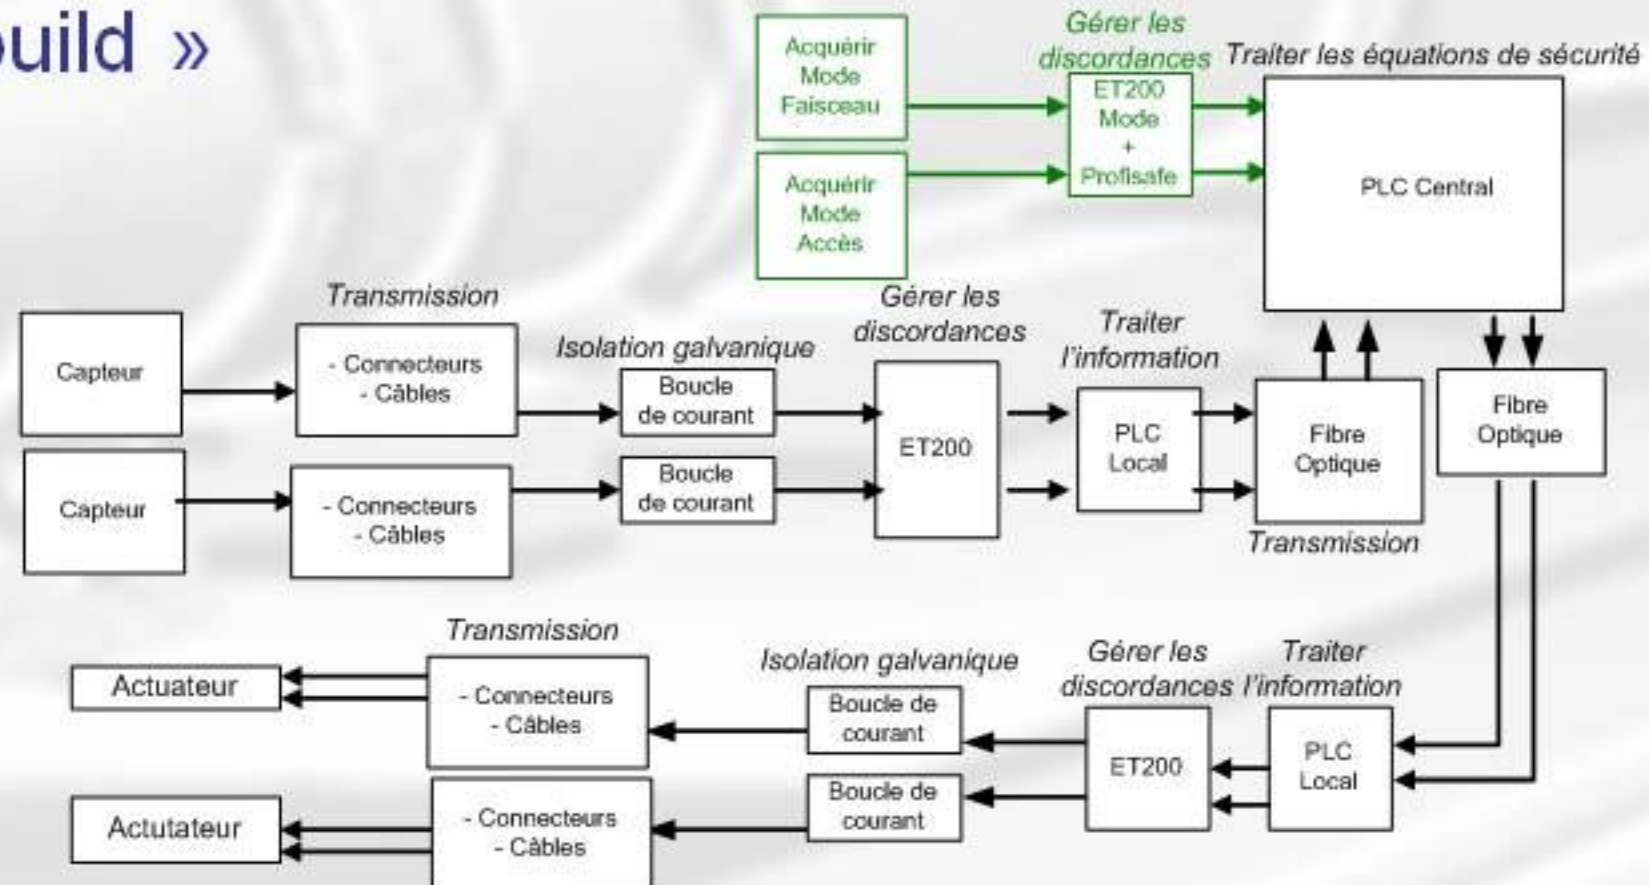 build »
Acquérir
Mode
Faisceau
Gérer les
discordances
ET200
Mode
+
Profisafe
Traiter les équations de sécurité
PLC Central
Acquérir
Mode
Accès
Capteur
Transmission
- Connecteurs
- Câbles
Isolation galvanique
Boucle
de courant
Gérer les
discordances
ET200
Traiter
l'information
PLC
Local
Fibre
Optique
Transmission
Fibre
Optique
Capteur
- Connecteurs
- Câbles
Boucle
de courant
Transmission
Actuateur
- Connecteurs
- Câbles
Isolation galvanique
Boucle de
courant
Gérer les
discordances
ET200
Traiter
l'information
PLC
Local
Actutateur
- Connecteurs
- Câbles
Boucle de
courant